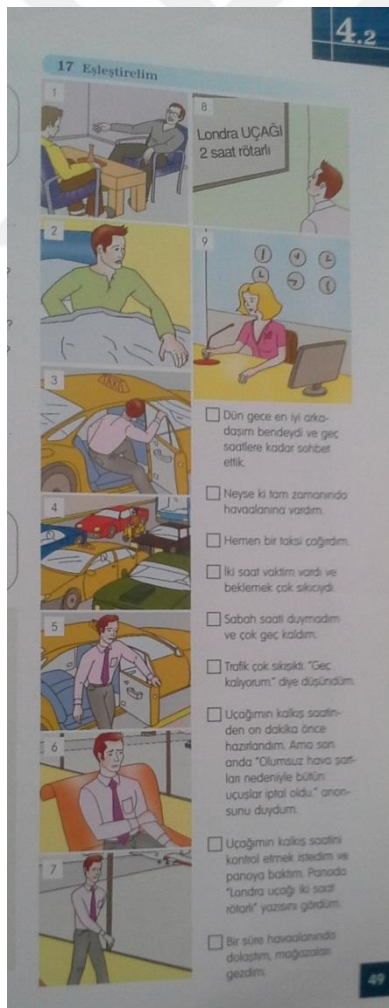 4.2
17 Eşleştirelim
1
8
Londra UÇAĞI
2 saat rötarlı
2
9
3
TAKSİ
4
5
6
7
Dün gece en iyi arka-
daşım bendeydi ve geç
saatlere kadar sohbet
ettik.
Neyse ki tam zamanında
havaalanına vardım.
Hemen bir taksi çağırdım.
İki saat vaktim vardı ve
beklemek çok sıkıcıydı.
Sabah saati duymadım
ve çok geç kaldım.
Trafik çok sıkışıktı. "Geç
kalıyorum." diye düşündüm.
Uçağımın kalkış saatin-
den on dakika önce
hazırlandım. Ama son
anda "Olumsuz hava şart-
ları nedeniyle bütün
uçuşlar iptal oldu." anon-
sunu duydum.
Uçağımın kalkış saatini
kontrol etmek istedim ve
panoya baktım. Panoda
"Londra uçağı iki saat
rötarlı" yazısını gördüm.
Bir süre havaalanında
dolaştım, mağazaları
gezdim.
49